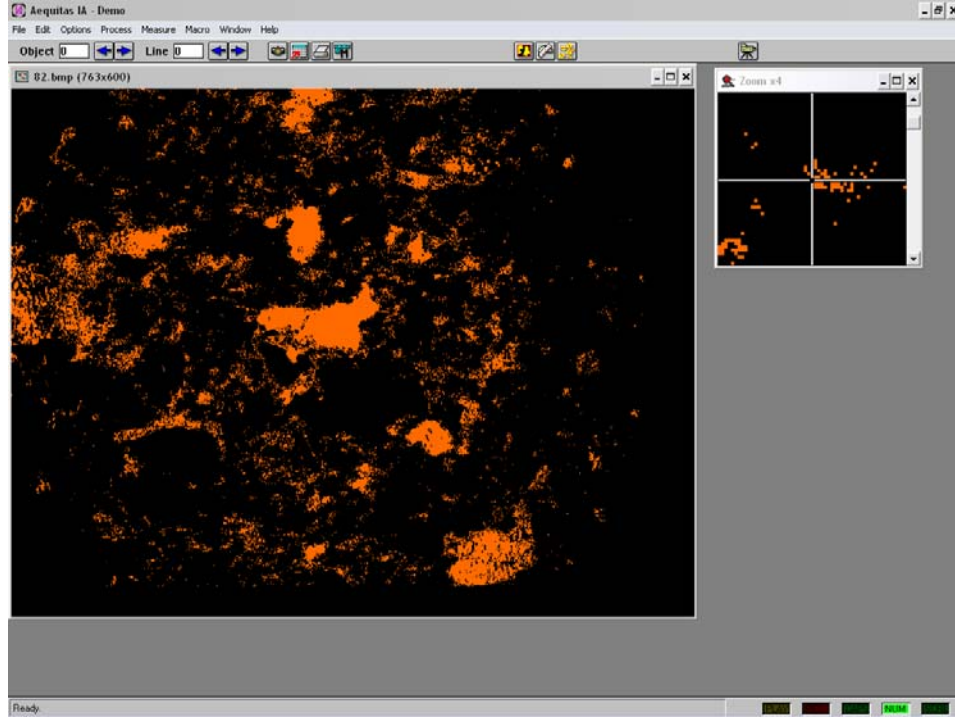 Aequitas IA - Demo
File Edit Options Process Measure Macro Window Help
Object 0 Line 0
82.bmp (763x600)
Zoom x4
Ready.
NUM